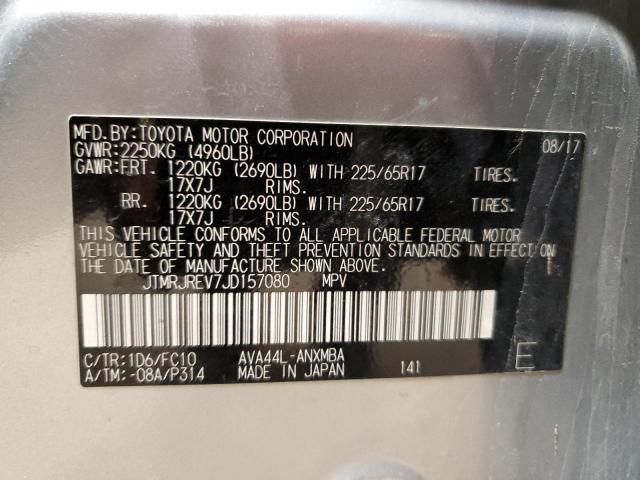 MFD.BY:TOYOTA MOTOR CORPORATION 08/17
GVWR:2250KG (4960LB)
GAWR:FRT. 1220KG (2690LB) WITH 225/65R17 TIRES.
17X7J RIMS.
RR. 1220KG (2690LB) WITH 225/65R17 TIRES.
17X7J RIMS.
THIS VEHICLE CONFORMS TO ALL APPLICABLE FEDERAL MOTOR
VEHICLE SAFETY AND THEFT PREVENTION STANDARDS IN EFFECT ON
THE DATE OF MANUFACTURE SHOWN ABOVE.
JTMRJREV7JD157080 MPV
C/TR:1D6/FC10 AVA44L-ANXMBA
A/TM:-08A/P314 MADE IN JAPAN 141 E